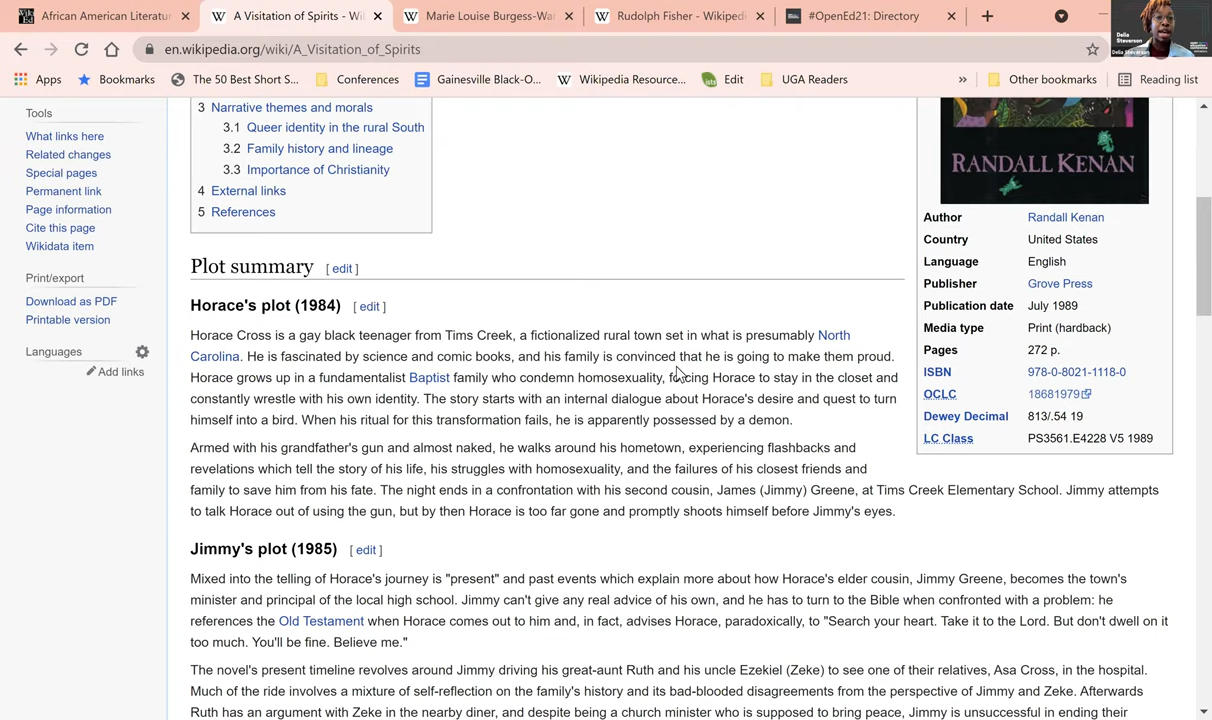 African American Literatur
A Visitation of Spirits - Wi
Marie Louise Burgess-Wa
Rudolph Fisher - Wikipedi
#OpenEd21: Directory
en.wikipedia.org/wiki/A_Visitation_of_Spirits
Delia Steverson
Apps
Bookmarks
The 50 Best Short S...
Conferences
Gainesville Black-O...
Wikipedia Resource...
Edit
UGA Readers
»
Other bookmarks
Reading list
Tools
What links here
Related changes
Special pages
Permanent link
Page information
Cite this page
Wikidata item
Print/export
Download as PDF
Printable version
Languages
Add links
3 Narrative themes and morals
3.1 Queer identity in the rural South
3.2 Family history and lineage
3.3 Importance of Christianity
4 External links
5 References
Plot summary [ edit ]
Horace's plot (1984) [ edit ]
Horace Cross is a gay black teenager from Tims Creek, a fictionalized rural town set in what is presumably North
Carolina. He is fascinated by science and comic books, and his family is convinced that he is going to make them proud.
Horace grows up in a fundamentalist Baptist family who condemn homosexuality, forcing Horace to stay in the closet and
constantly wrestle with his own identity. The story starts with an internal dialogue about Horace's desire and quest to turn
himself into a bird. When his ritual for this transformation fails, he is apparently possessed by a demon.
Armed with his grandfather's gun and almost naked, he walks around his hometown, experiencing flashbacks and
revelations which tell the story of his life, his struggles with homosexuality, and the failures of his closest friends and
family to save him from his fate. The night ends in a confrontation with his second cousin, James (Jimmy) Greene, at Tims Creek Elementary School. Jimmy attempts
to talk Horace out of using the gun, but by then Horace is too far gone and promptly shoots himself before Jimmy's eyes.
Jimmy's plot (1985) [ edit ]
Mixed into the telling of Horace's journey is "present" and past events which explain more about how Horace's elder cousin, Jimmy Greene, becomes the town's
minister and principal of the local high school. Jimmy can't give any real advice of his own, and he has to turn to the Bible when confronted with a problem: he
references the Old Testament when Horace comes out to him and, in fact, advises Horace, paradoxically, to "Search your heart. Take it to the Lord. But don't dwell on it
too much. You'll be fine. Believe me."
The novel's present timeline revolves around Jimmy driving his great-aunt Ruth and his uncle Ezekiel (Zeke) to see one of their relatives, Asa Cross, in the hospital.
Much of the ride involves a mixture of self-reflection on the family's history and its bad-blooded disagreements from the perspective of Jimmy and Zeke. Afterwards
Ruth has an argument with Zeke in the nearby diner, and despite being a church minister who is supposed to bring peace, Jimmy is unsuccessful in ending their
RANDALL KENAN
Author Randall Kenan
Country United States
Language English
Publisher Grove Press
Publication date July 1989
Media type Print (hardback)
Pages 272 p.
ISBN 978-0-8021-1118-0
OCLC 18681979
Dewey Decimal 813/.54 19
LC Class PS3561.E4228 V5 1989